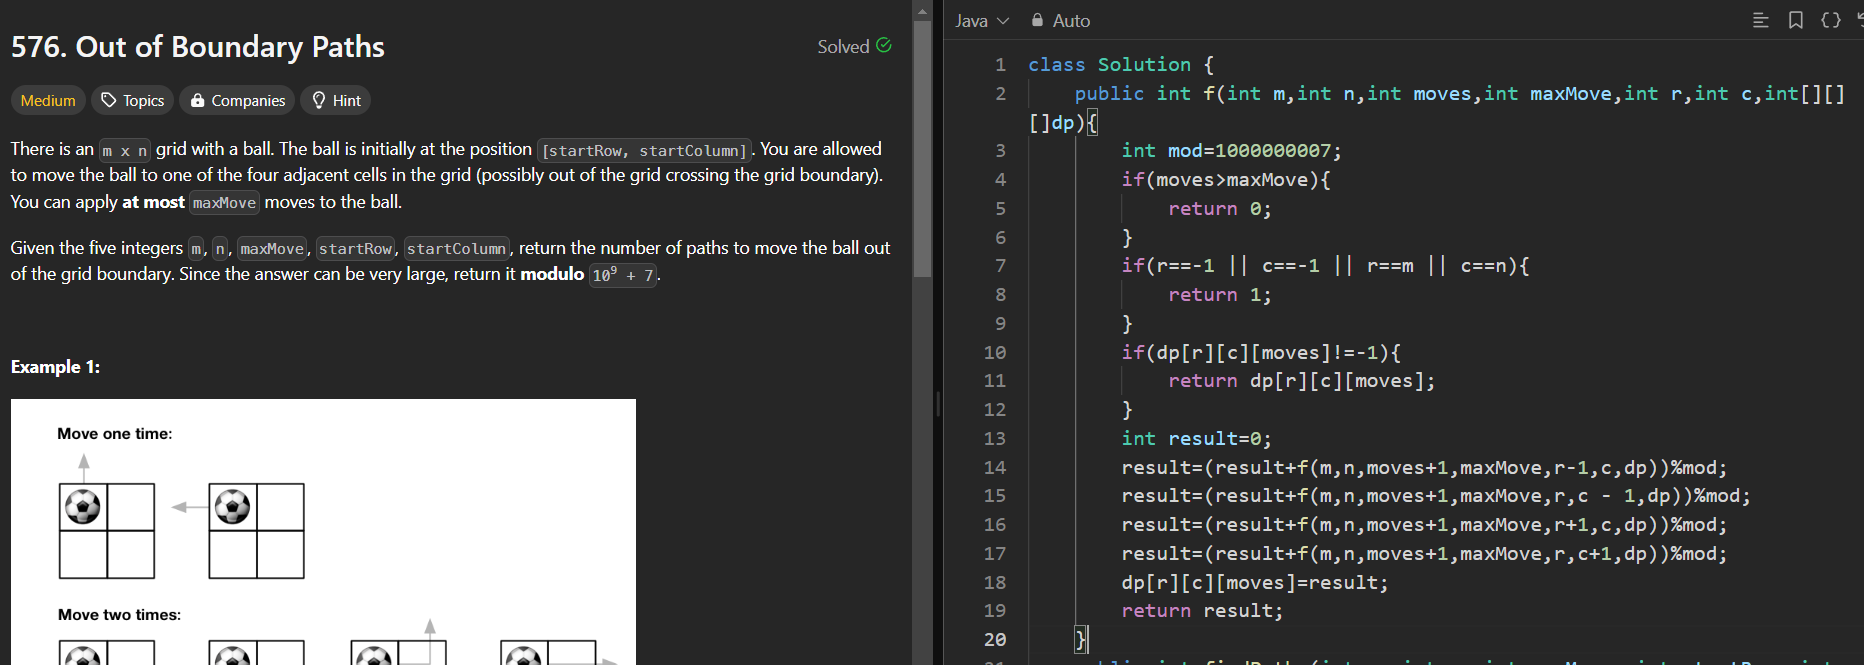 576. Out of Boundary Paths
Solved
Medium
Topics
Companies
Hint
There is an m x n grid with a ball. The ball is initially at the position [startRow, startColumn]. You are allowed
to move the ball to one of the four adjacent cells in the grid (possibly out of the grid crossing the grid boundary).
You can apply at most maxMove moves to the ball.
Given the five integers m, n, maxMove, startRow, startColumn, return the number of paths to move the ball out
of the grid boundary. Since the answer can be very large, return it modulo 10⁹ + 7.
Example 1:
Move one time:
Move two times:
Java
Auto
1 class Solution {
2 public int f(int m,int n,int moves,int maxMove,int r,int c,int[][]
[]dp){
3 int mod=1000000007;
4 if(moves>maxMove){
5 return 0;
6 }
7 if(r==-1 || c==-1 || r==m || c==n){
8 return 1;
9 }
10 if(dp[r][c][moves]!=-1){
11 return dp[r][c][moves];
12 }
13 int result=0;
14 result=(result+f(m,n,moves+1,maxMove,r-1,c,dp))%mod;
15 result=(result+f(m,n,moves+1,maxMove,r,c - 1,dp))%mod;
16 result=(result+f(m,n,moves+1,maxMove,r+1,c,dp))%mod;
17 result=(result+f(m,n,moves+1,maxMove,r,c+1,dp))%mod;
18 dp[r][c][moves]=result;
19 return result;
20 }